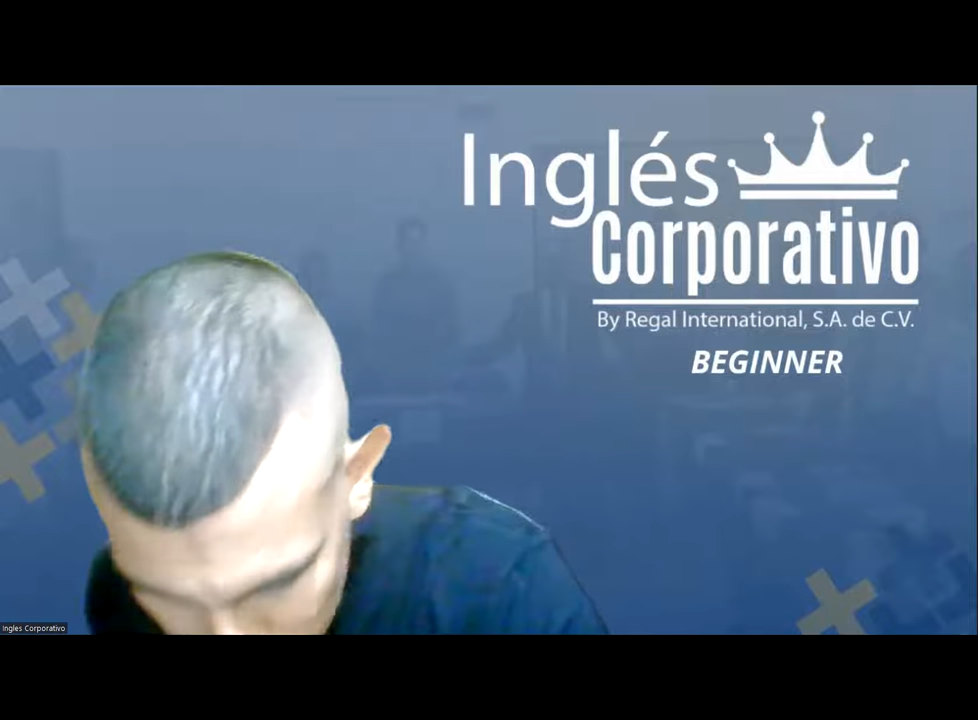 Inglés
Corporativo
By Regal International, S.A. de C.V.
BEGINNER
Ingles Corporativo